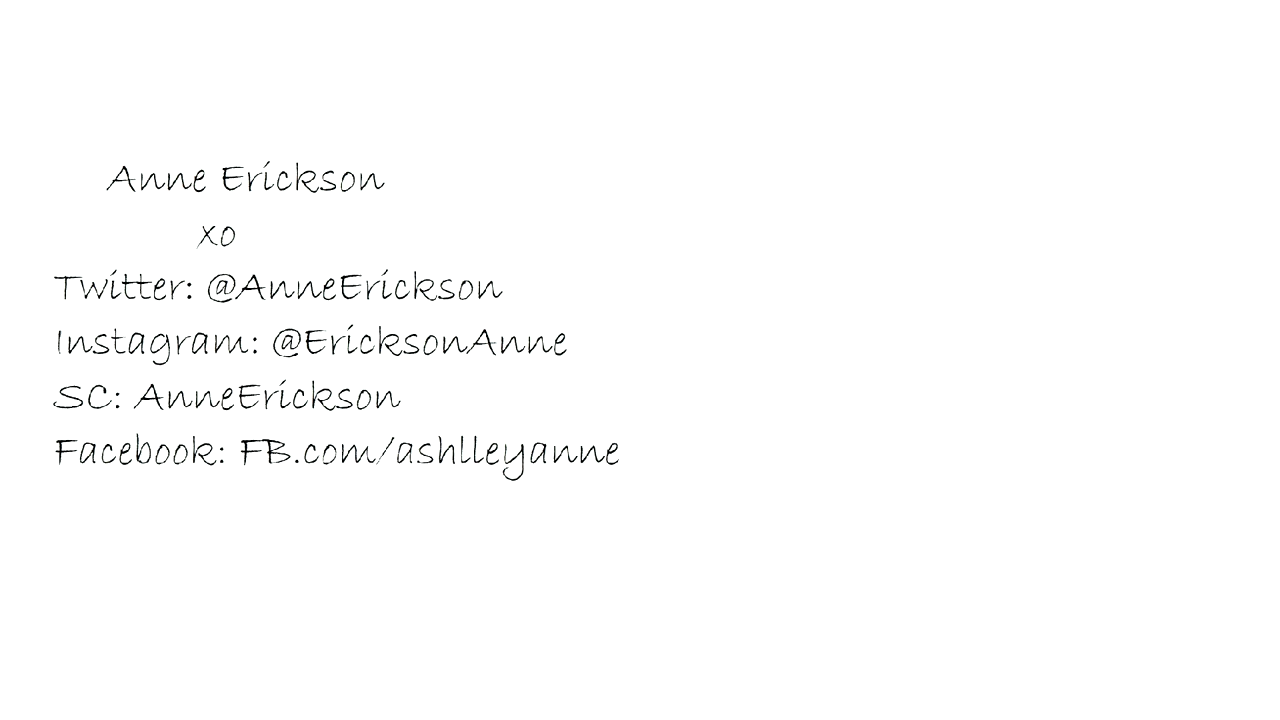 Anne Erickson
xo
Twitter: @AnneErickson
Instagram: @EricksonAnne
SC: AnneErickson
Facebook: FB.com/ashlleyanne